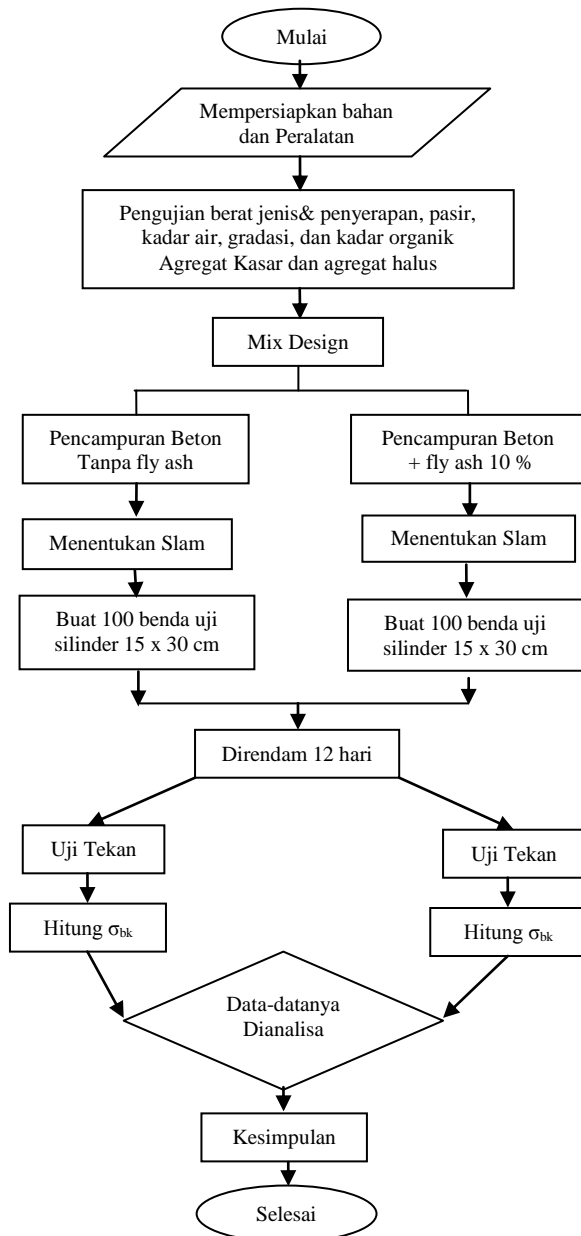 Mulai
Mempersiapkan bahan
dan Peralatan
Pengujian berat jenis& penyerapan, pasir,
kadar air, gradasi, dan kadar organik
Agregat Kasar dan agregat halus
Mix Design
Pencampuran Beton
Tanpa fly ash
Pencampuran Beton
+ fly ash 10 %
Menentukan Slam
Menentukan Slam
Buat 100 benda uji
silinder 15 x 30 cm
Buat 100 benda uji
silinder 15 x 30 cm
Direndam 12 hari
Uji Tekan
Uji Tekan
Hitung σbk
Hitung σbk
Data-datanya
Dianalisa
Kesimpulan
Selesai